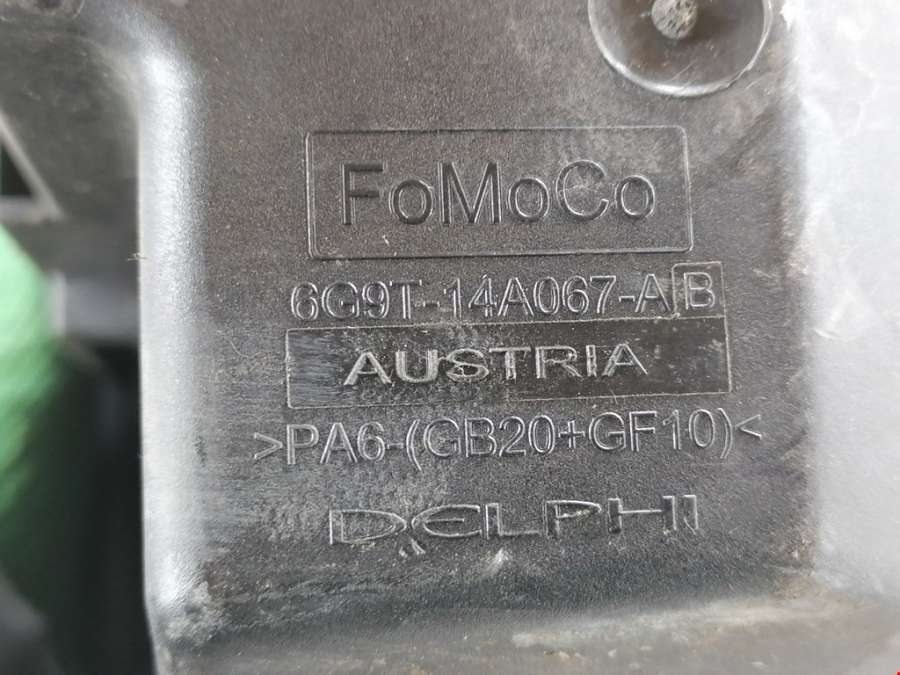 FoMoCo
6G9T-14A067-AB
AUSTRIA
>PA6-(GB20+GF10)<
DELPHI